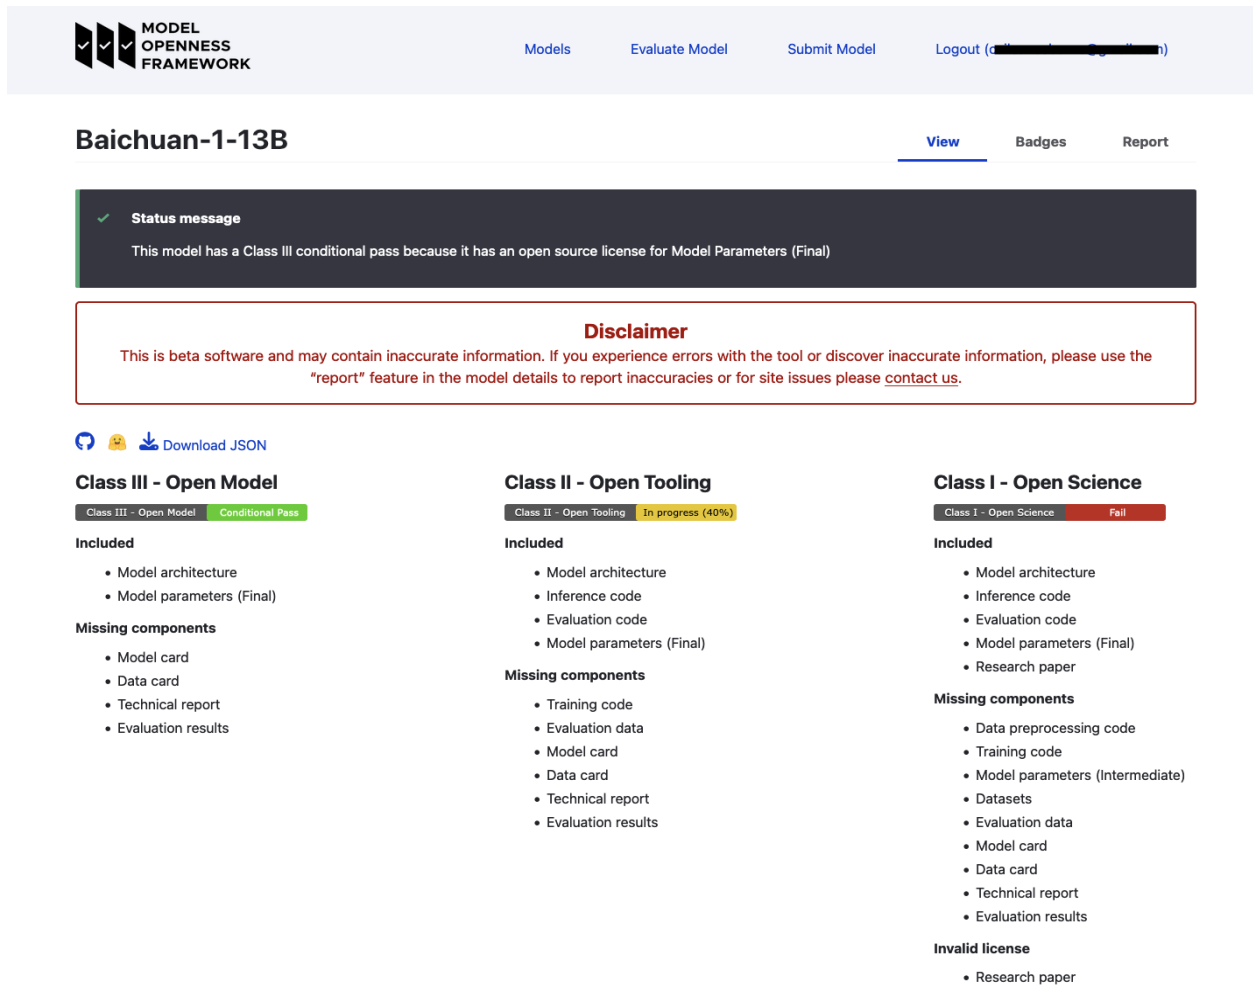 MODEL
OPENNESS
FRAMEWORK
Models
Evaluate Model
Submit Model
Logout
Baichuan-1-13B
View
Badges
Report
Status message
This model has a Class III conditional pass because it has an open source license for Model Parameters (Final)
Disclaimer
This is beta software and may contain inaccurate information. If you experience errors with the tool or discover inaccurate information, please use the
“report” feature in the model details to report inaccuracies or for site issues please contact us.
Download JSON
Class III - Open Model
Class III - Open Model Conditional Pass
Included
• Model architecture
• Model parameters (Final)
Missing components
• Model card
• Data card
• Technical report
• Evaluation results
Class II - Open Tooling
Class II - Open Tooling In progress (40%)
Included
• Model architecture
• Inference code
• Evaluation code
• Model parameters (Final)
Missing components
• Training code
• Evaluation data
• Model card
• Data card
• Technical report
• Evaluation results
Class I - Open Science
Class I - Open Science Fail
Included
• Model architecture
• Inference code
• Evaluation code
• Model parameters (Final)
• Research paper
Missing components
• Data preprocessing code
• Training code
• Model parameters (Intermediate)
• Datasets
• Evaluation data
• Model card
• Data card
• Technical report
• Evaluation results
Invalid license
• Research paper